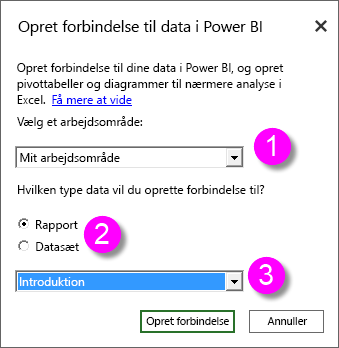 Opret forbindelse til data i Power BI
Opret forbindelse til dine data i Power BI, og opret
pivottabeller og diagrammer til nærmere analyse i
Excel. Få mere at vide
Vælg et arbejdsområde:
Mit arbejdsområde
1
Hvilken type data vil du oprette forbindelse til?
Rapport
2
Datasæt
Introduktion
3
Opret forbindelse
Annuller